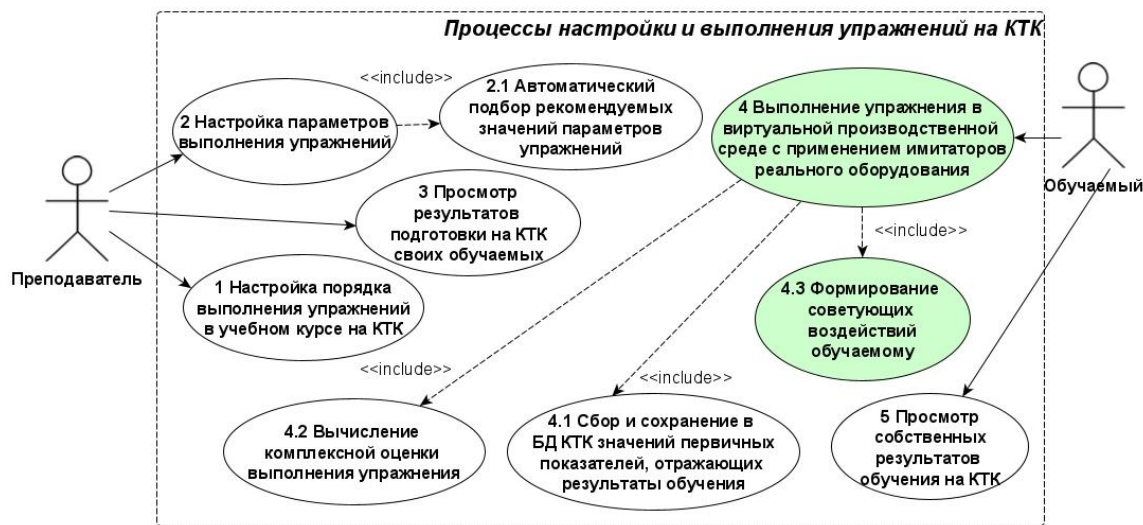 Процессы настройки и выполнения упражнений на КТК
<<include>>
2 Настройка параметров
выполнения упражнений
2.1 Автоматический
подбор рекомендуемых
значений параметров
упражнений
4 Выполнение упражнения в
виртуальной производственной
среде с применением имитаторов
реального оборудования
Обучаемый
3 Просмотр
результатов
подготовки на КТК
своих обучаемых
Преподаватель
<<include>>
1 Настройка порядка
выполнения упражнений
в учебном курсе на КТК
4.3 Формирование
советующих
воздействий
обучаемому
<<include>>
<<include>>
4.2 Вычисление
комплексной оценки
выполнения упражнения
4.1 Сбор и сохранение в
БД КТК значений первичных
показателей, отражающих
результаты обучения
5 Просмотр
собственных
результатов
обучения на КТК